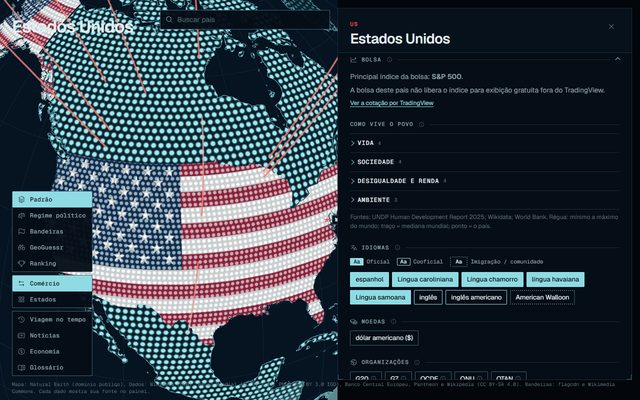 Estados Unidos
Buscar país
Padrão
Regime político
Bandeiras
GeoGuessr
Ranking
Comércio
Estados
Viagem no tempo
Notícias
Economia
Glossário
US
Estados Unidos
BOLSA
Principal índice da bolsa: S&P 500.
A bolsa deste país não libera o índice para exibição gratuita fora do TradingView.
Ver a cotação por TradingView
COMO VIVE O POVO
VIDA 4
SOCIEDADE 4
DESIGUALDADE E RENDA 4
AMBIENTE 3
Fontes: UNDP Human Development Report 2025; Wikidata; World Bank. Régua: mínimo a máximo
do mundo; traço = mediana mundial; ponto = o país.
IDIOMAS
Aa Oficial Aa Cooficial Aa Imigração / comunidade
espanhol Língua caroliniana Língua chamorro língua havaiana
Língua samoana inglês inglês americano American Walloon
MOEDAS
dólar americano ($)
ORGANIZAÇÕES
G20 G7 OCDE ONU OTAN
Mapa: Natural Earth (domínio público). Dados:
Banco Central Europeu, Pantheon e Wikipédia (CC BY-SA 4.0). Bandeiras: flagcdn e Wikimedia
Commons. Cada dado mostra sua fonte no painel.